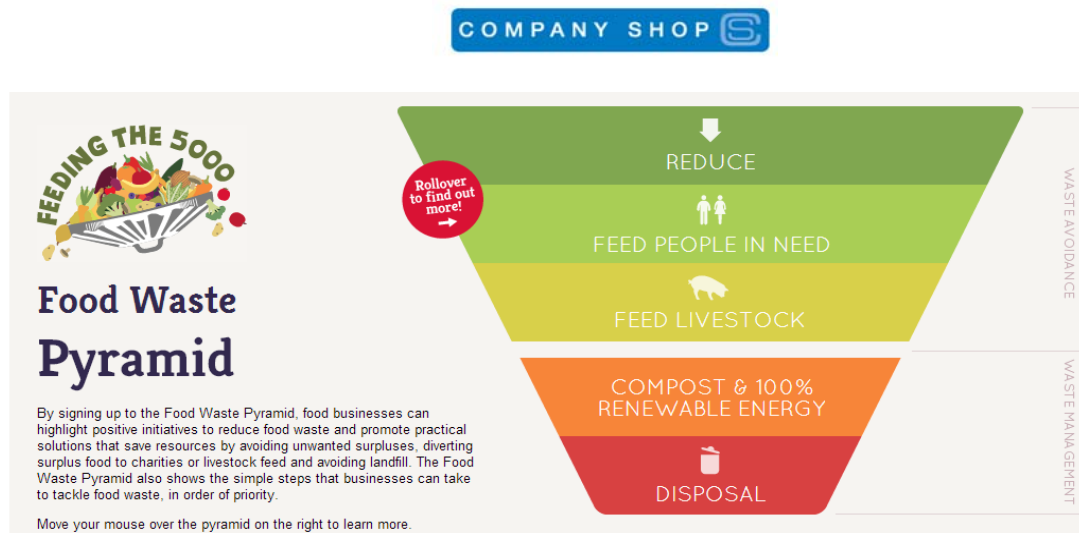 COMPANY SHOP CS
FEEDING THE 5000
Food Waste
Pyramid
By signing up to the Food Waste Pyramid, food businesses can
highlight positive initiatives to reduce food waste and promote practical
solutions that save resources by avoiding unwanted surpluses, diverting
surplus food to charities or livestock feed and avoiding landfill. The Food
Waste Pyramid also shows the simple steps that businesses can take
to tackle food waste, in order of priority.
Move your mouse over the pyramid on the right to learn more.
Rollover
to find out
more!
REDUCE
FEED PEOPLE IN NEED
FEED LIVESTOCK
COMPOST & 100%
RENEWABLE ENERGY
DISPOSAL
WASTE AVOIDANCE
WASTE MANAGEMENT